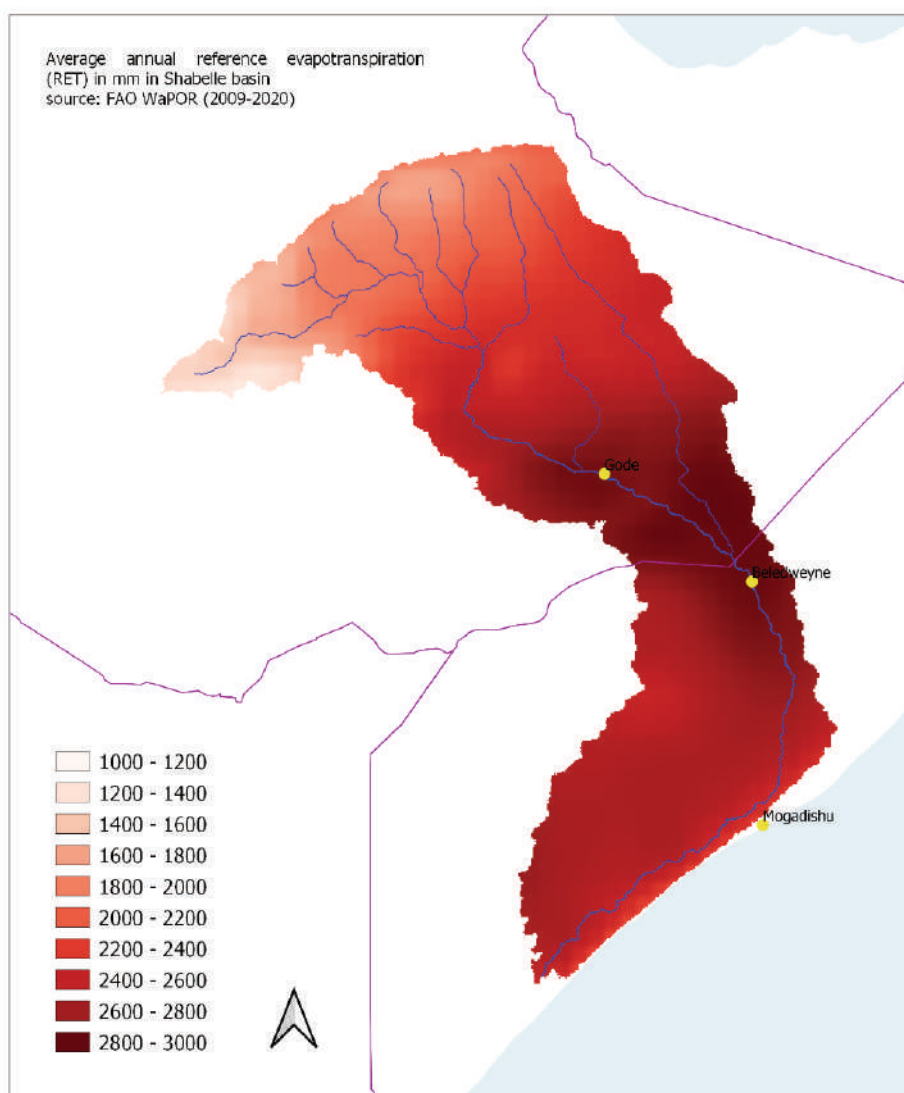 Average annual reference evapotranspiration
(RET) in mm in Shabelle basin
source: FAO WaPOR (2009-2020)
Gode
Beledweyne
Mogadishu
1000 - 1200
1200 - 1400
1400 - 1600
1600 - 1800
1800 - 2000
2000 - 2200
2200 - 2400
2400 - 2600
2600 - 2800
2800 - 3000